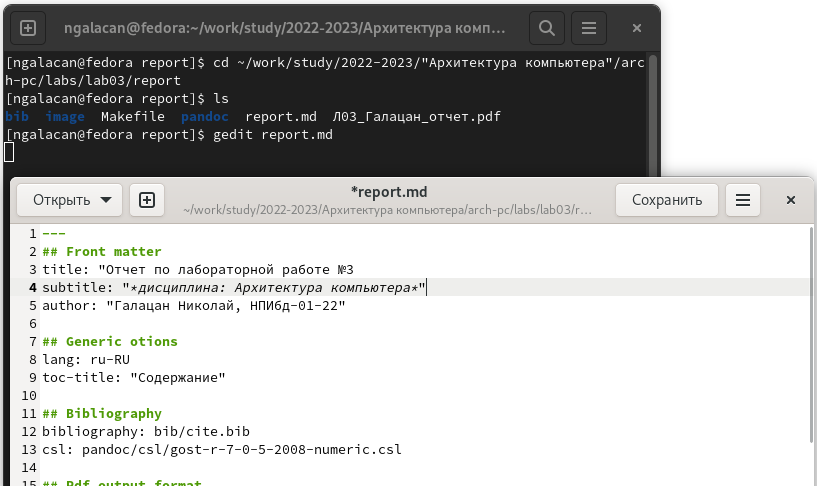 ngalacan@fedora:~/work/study/2022-2023/Архитектура комп…
[ngalacan@fedora report]$ cd ~/work/study/2022-2023/"Архитектура компьютера"/arc
h-pc/labs/lab03/report
[ngalacan@fedora report]$ ls
bib image Makefile pandoc report.md Л03_Галацан_отчет.pdf
[ngalacan@fedora report]$ gedit report.md
Открыть
*report.md
~/work/study/2022-2023/Архитектура компьютера/arch-pc/labs/lab03/r…
Сохранить
1 ---
2 ## Front matter
3 title: "Отчет по лабораторной работе №3
4 subtitle: "*дисциплина: Архитектура компьютера*"
5 author: "Галацан Николай, НПИбд-01-22"
6
7 ## Generic otions
8 lang: ru-RU
9 toc-title: "Содержание"
10
11 ## Bibliography
12 bibliography: bib/cite.bib
13 csl: pandoc/csl/gost-r-7-0-5-2008-numeric.csl
14
15 ## Pdf output format